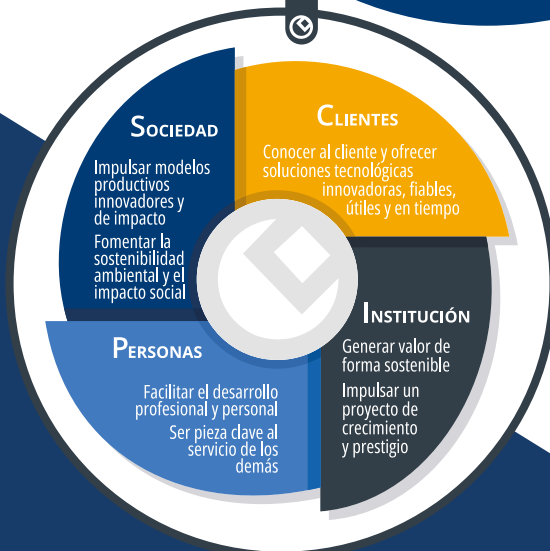 SOCIEDAD
Impulsar modelos
productivos
innovadores y
de impacto
Fomentar la
sostenibilidad
ambiental y el
impacto social
CLIENTES
Conocer al cliente y ofrecer
soluciones tecnológicas
innovadoras, fiables,
útiles y en tiempo
PERSONAS
Facilitar el desarrollo
profesional y personal
Ser pieza clave al
servicio de los
demás
INSTITUCIÓN
Generar valor de
forma sostenible
Impulsar un
proyecto de
crecimiento
y prestigio